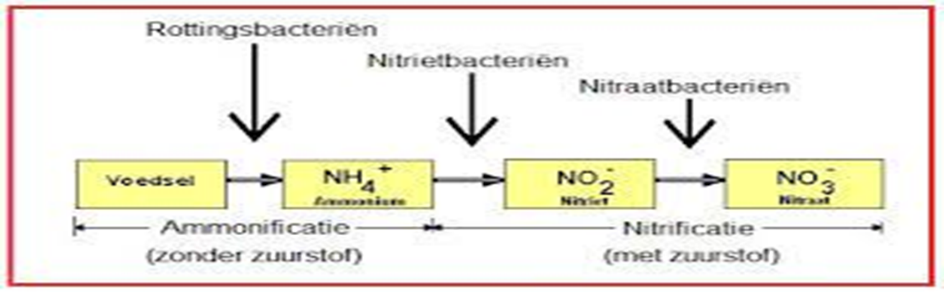 Rottingsbacteriën
Nitrietbacteriën
Nitraatbacteriën
Voedsel
NH4+
Ammonium
NO2-
Nitriet
NO3-
Nitraat
Ammonificatie
(zonder zuurstof)
Nitrificatie
(met zuurstof)